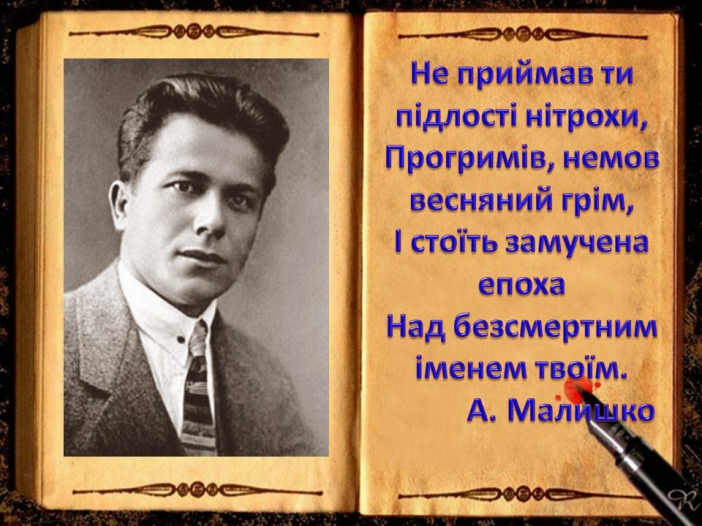 Не приймав ти
підлості нітрохи,
Прогримів, немов
весняний грім,
І стоїть замучена
епоха
Над безсмертним
іменем твоїм.
А. Малишко